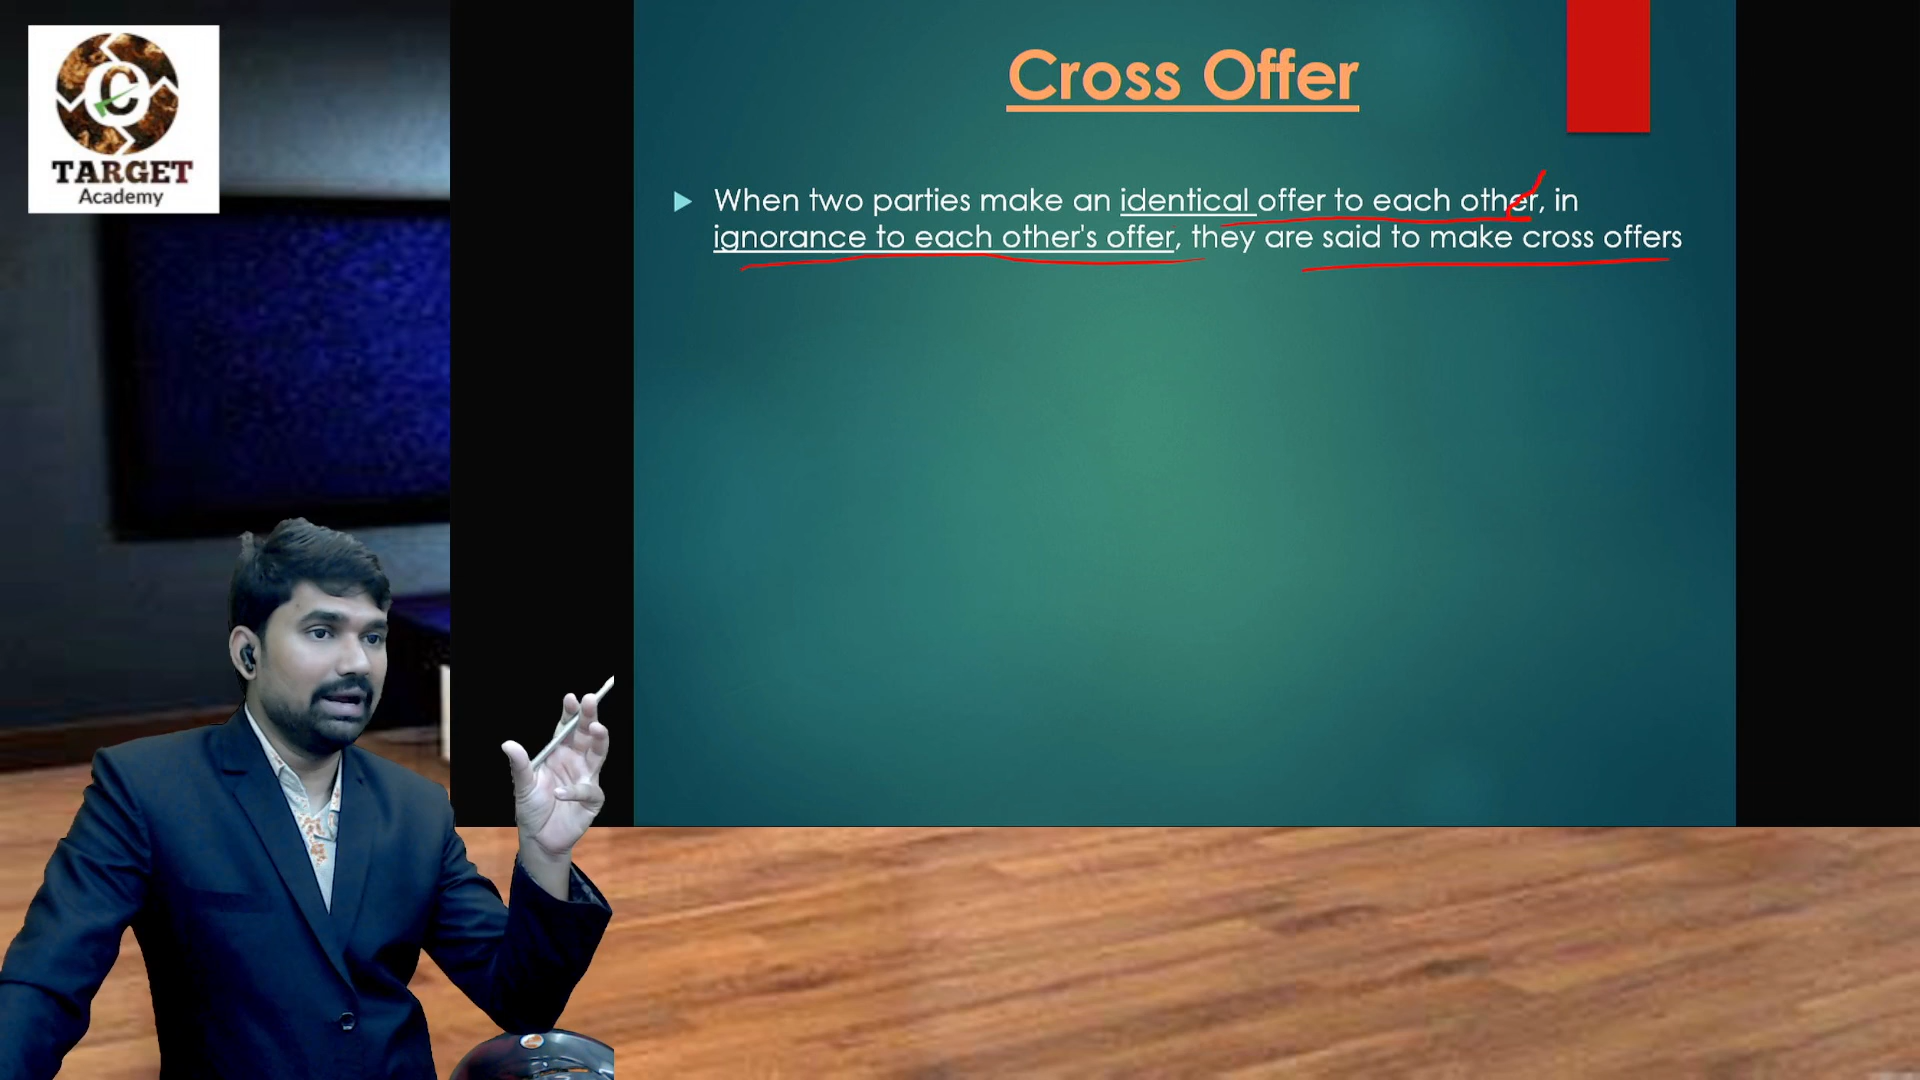 TARGET
Academy
Cross Offer
When two parties make an identical offer to each other, in
ignorance to each other's offer, they are said to make cross offers